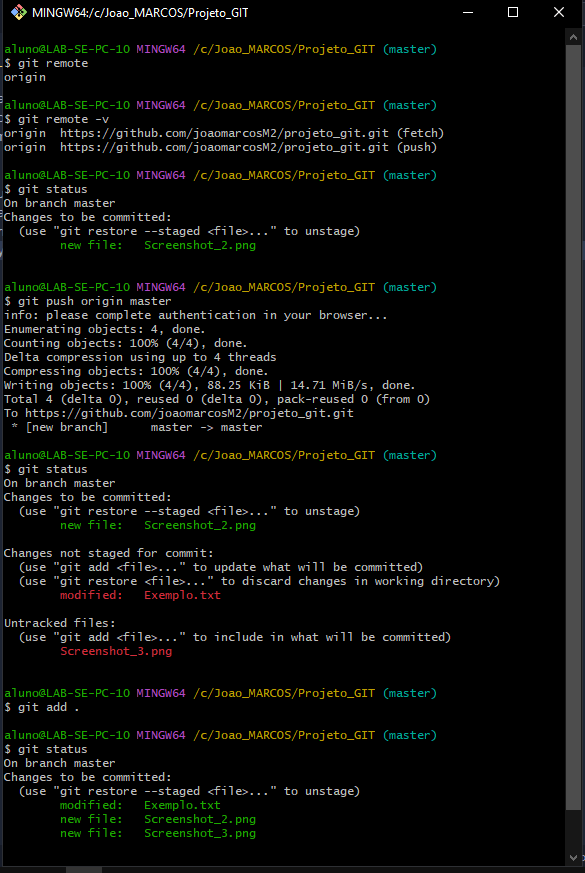 MINGW64:/c/Joao_MARCOS/Projeto_GIT
aluno@LAB-SE-PC-10 MINGW64 /c/Joao_MARCOS/Projeto_GIT (master)
$ git remote
origin
aluno@LAB-SE-PC-10 MINGW64 /c/Joao_MARCOS/Projeto_GIT (master)
$ git remote -v
origin  https://github.com/joaomarcosM2/projeto_git.git (fetch)
origin  https://github.com/joaomarcosM2/projeto_git.git (push)
aluno@LAB-SE-PC-10 MINGW64 /c/Joao_MARCOS/Projeto_GIT (master)
$ git status
On branch master
Changes to be committed:
  (use "git restore --staged <file>..." to unstage)
        new file:   Screenshot_2.png
aluno@LAB-SE-PC-10 MINGW64 /c/Joao_MARCOS/Projeto_GIT (master)
$ git push origin master
info: please complete authentication in your browser...
Enumerating objects: 4, done.
Counting objects: 100% (4/4), done.
Delta compression using up to 4 threads
Compressing objects: 100% (4/4), done.
Writing objects: 100% (4/4), 88.25 KiB | 14.71 MiB/s, done.
Total 4 (delta 0), reused 0 (delta 0), pack-reused 0 (from 0)
To https://github.com/joaomarcosM2/projeto_git.git
 * [new branch]      master -> master
aluno@LAB-SE-PC-10 MINGW64 /c/Joao_MARCOS/Projeto_GIT (master)
$ git status
On branch master
Changes to be committed:
  (use "git restore --staged <file>..." to unstage)
        new file:   Screenshot_2.png
Changes not staged for commit:
  (use "git add <file>..." to update what will be committed)
  (use "git restore <file>..." to discard changes in working directory)
        modified:   Exemplo.txt
Untracked files:
  (use "git add <file>..." to include in what will be committed)
        Screenshot_3.png
aluno@LAB-SE-PC-10 MINGW64 /c/Joao_MARCOS/Projeto_GIT (master)
$ git add .
aluno@LAB-SE-PC-10 MINGW64 /c/Joao_MARCOS/Projeto_GIT (master)
$ git status
On branch master
Changes to be committed:
  (use "git restore --staged <file>..." to unstage)
        modified:   Exemplo.txt
        new file:   Screenshot_2.png
        new file:   Screenshot_3.png